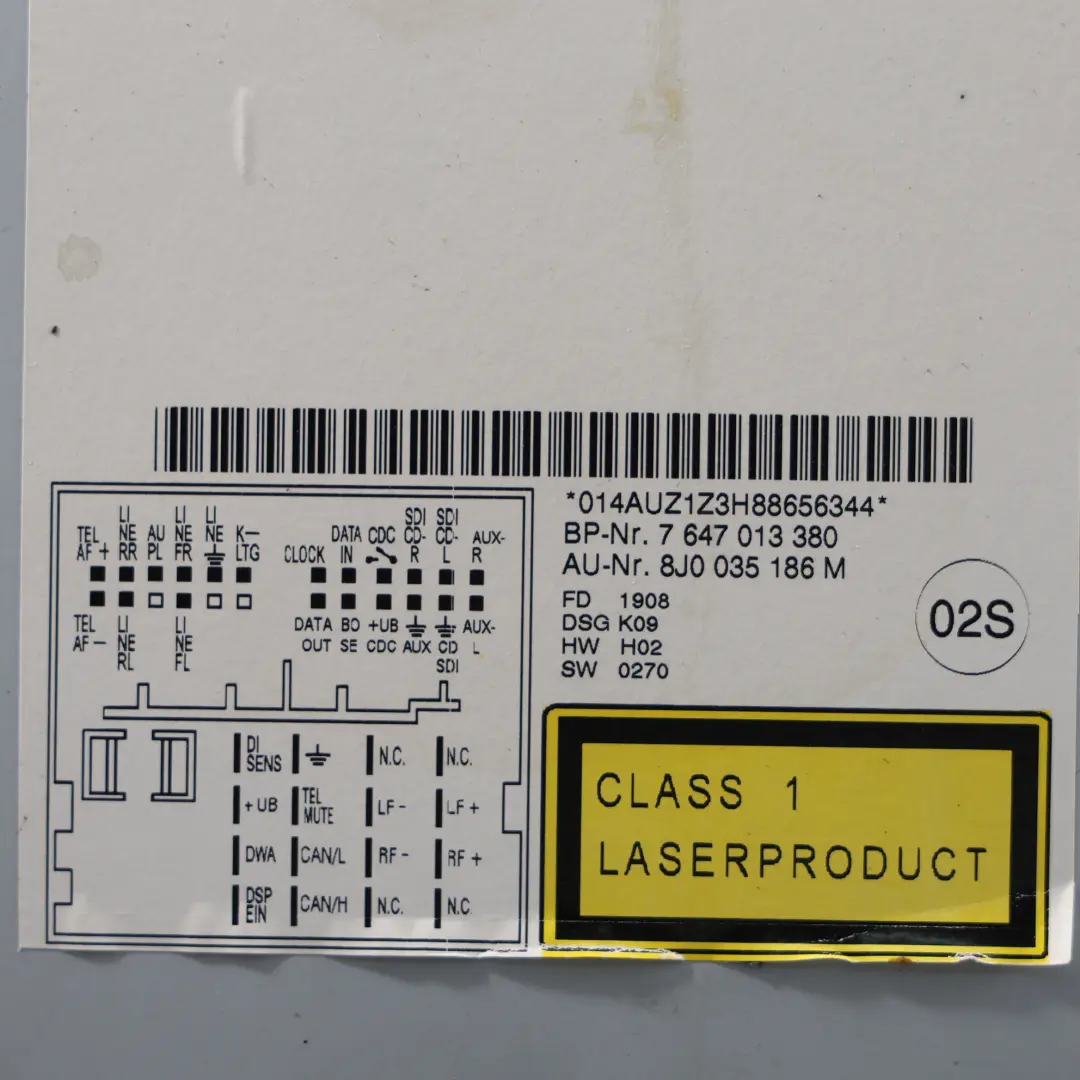 *014AUZ1Z3H88656344*
BP-Nr. 7 647 013 380
AU-Nr. 8J0 035 186 M
FD 1908
DSG K09
HW H02
SW 0270
02S
TEL AF +
LI NE RR
AU PL
LI NE FR
LI NE
K- LTG
CLOCK
DATA IN
CDC
SDI CD- R
SDI CD- L
AUX- R
TEL AF -
LI NE RL
LI NE FL
DATA OUT
BO SE
+UB CDC
AUX
CD SDI
AUX- L
DI SENS
N.C.
N.C.
+ UB
TEL MUTE
LF -
LF +
DWA
CAN/L
RF -
RF +
DSP EIN
CAN/H
N.C.
N.C.
CLASS 1
LASERPRODUCT